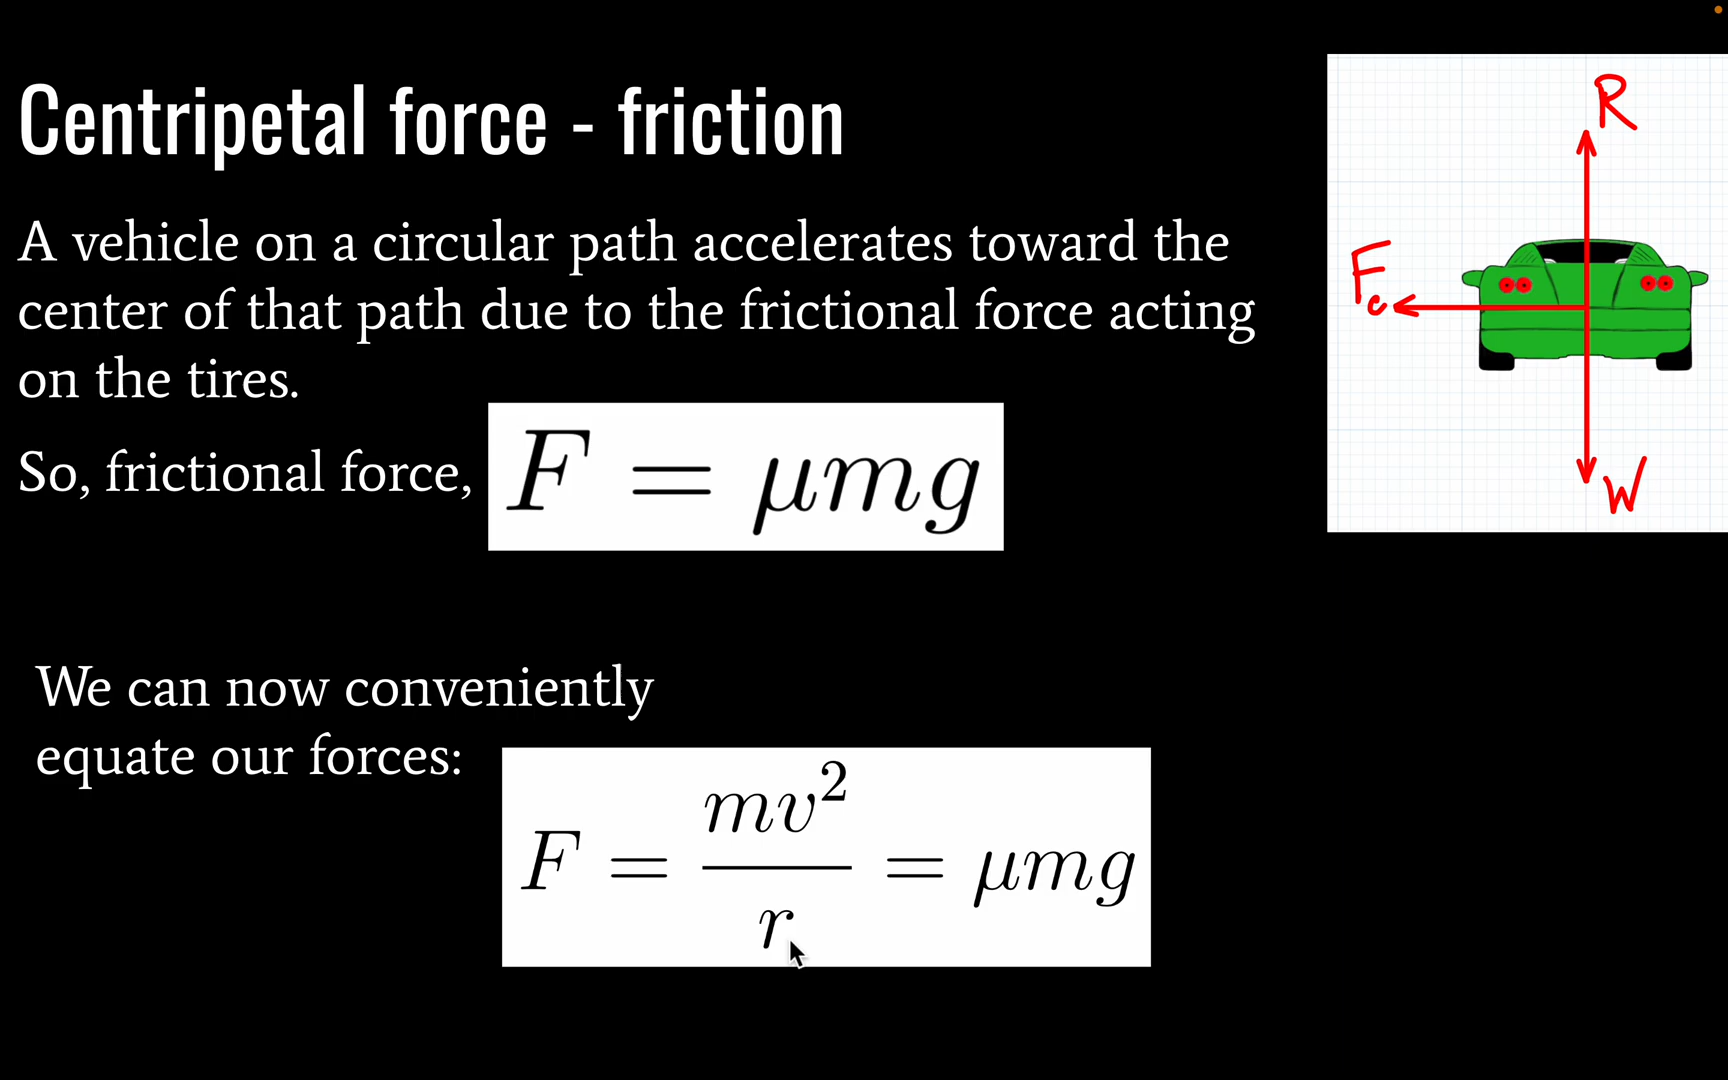 Centripetal force - friction
A vehicle on a circular path accelerates toward the
center of that path due to the frictional force acting
on the tires.
So, frictional force,
F = μmg
We can now conveniently
equate our forces:
F = mv²/r = μmg
R
Fc
W